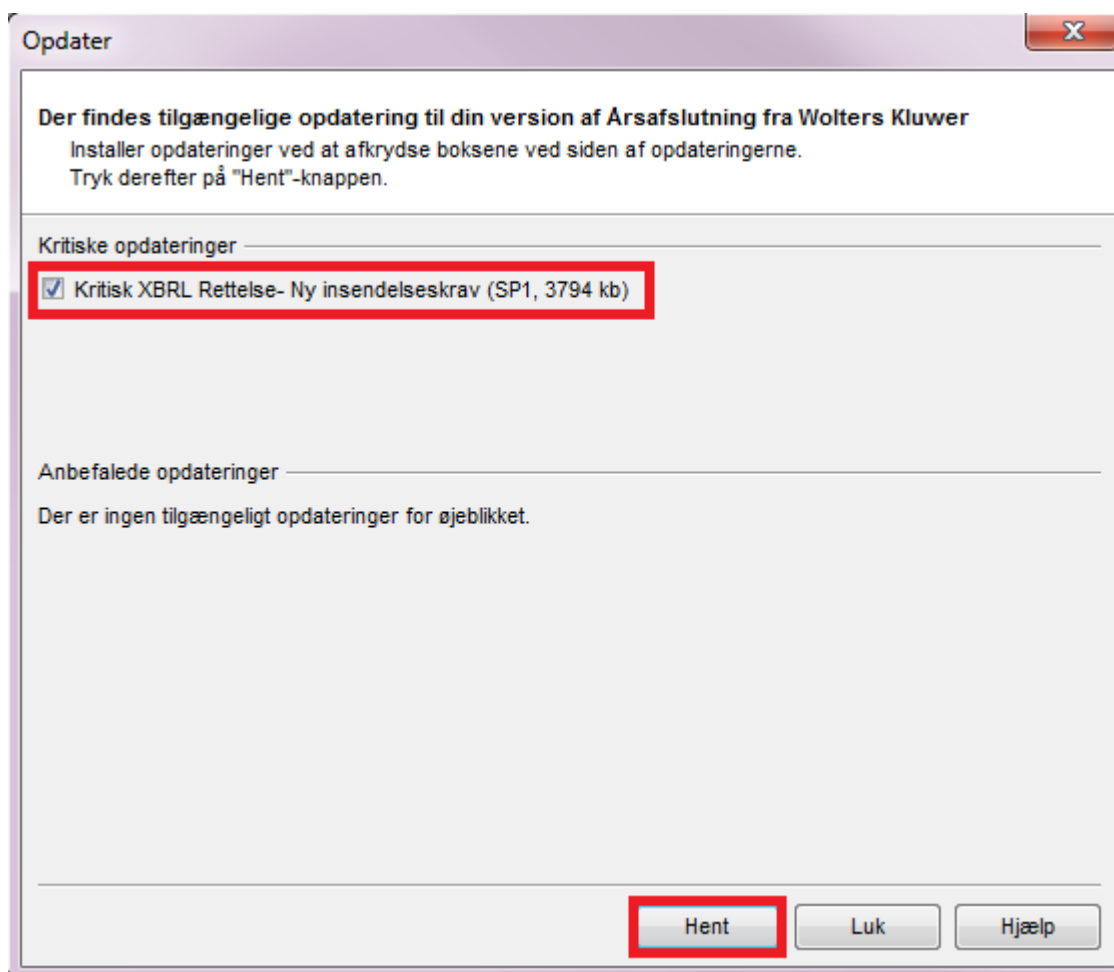 Opdater
Der findes tilgængelige opdatering til din version af Årsafslutning fra Wolters Kluwer
Installer opdateringer ved at afkrydse boksene ved siden af opdateringerne.
Tryk derefter på "Hent"-knappen.
Kritiske opdateringer
Kritisk XBRL Rettelse- Ny insendelseskrav (SP1, 3794 kb)
Anbefalede opdateringer
Der er ingen tilgængeligt opdateringer for øjeblikket.
Hent Luk Hjælp